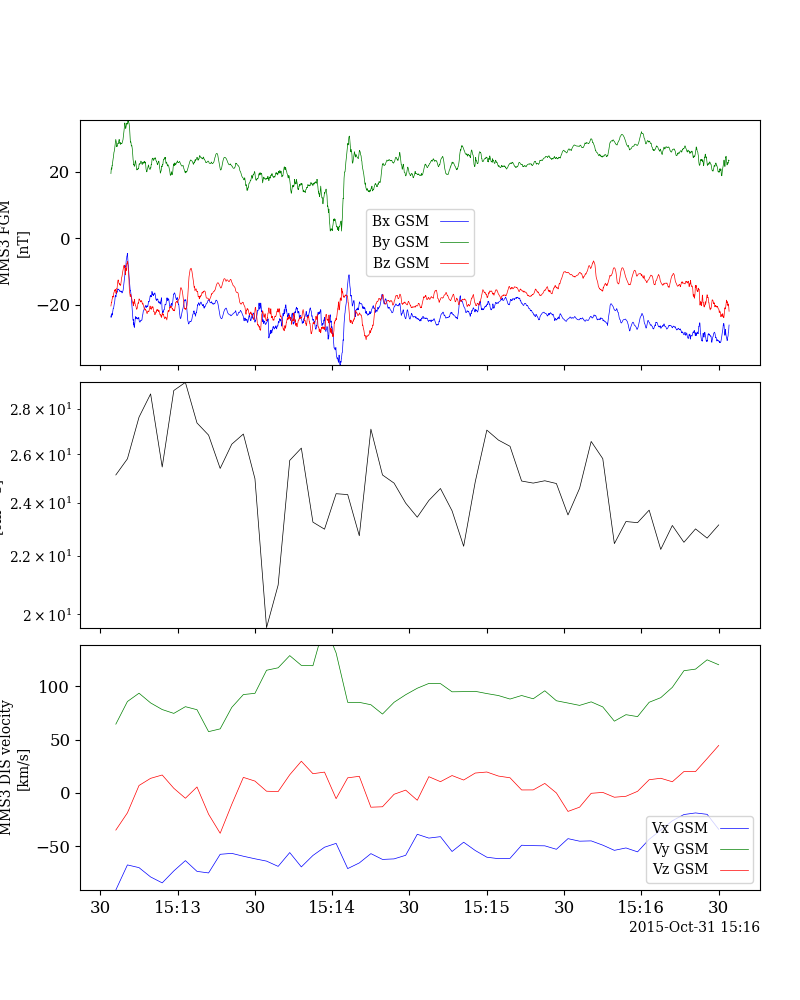 MMS3 FGM
[nT]
20
0
−20
Bx GSM
By GSM
Bz GSM
2.8 × 10¹
2.6 × 10¹
2.4 × 10¹
2.2 × 10¹
2 × 10¹
MMS3 DIS velocity
[km/s]
100
50
0
−50
Vx GSM
Vy GSM
Vz GSM
30 15:13 30 15:14 30 15:15 30 15:16 30
2015-Oct-31 15:16